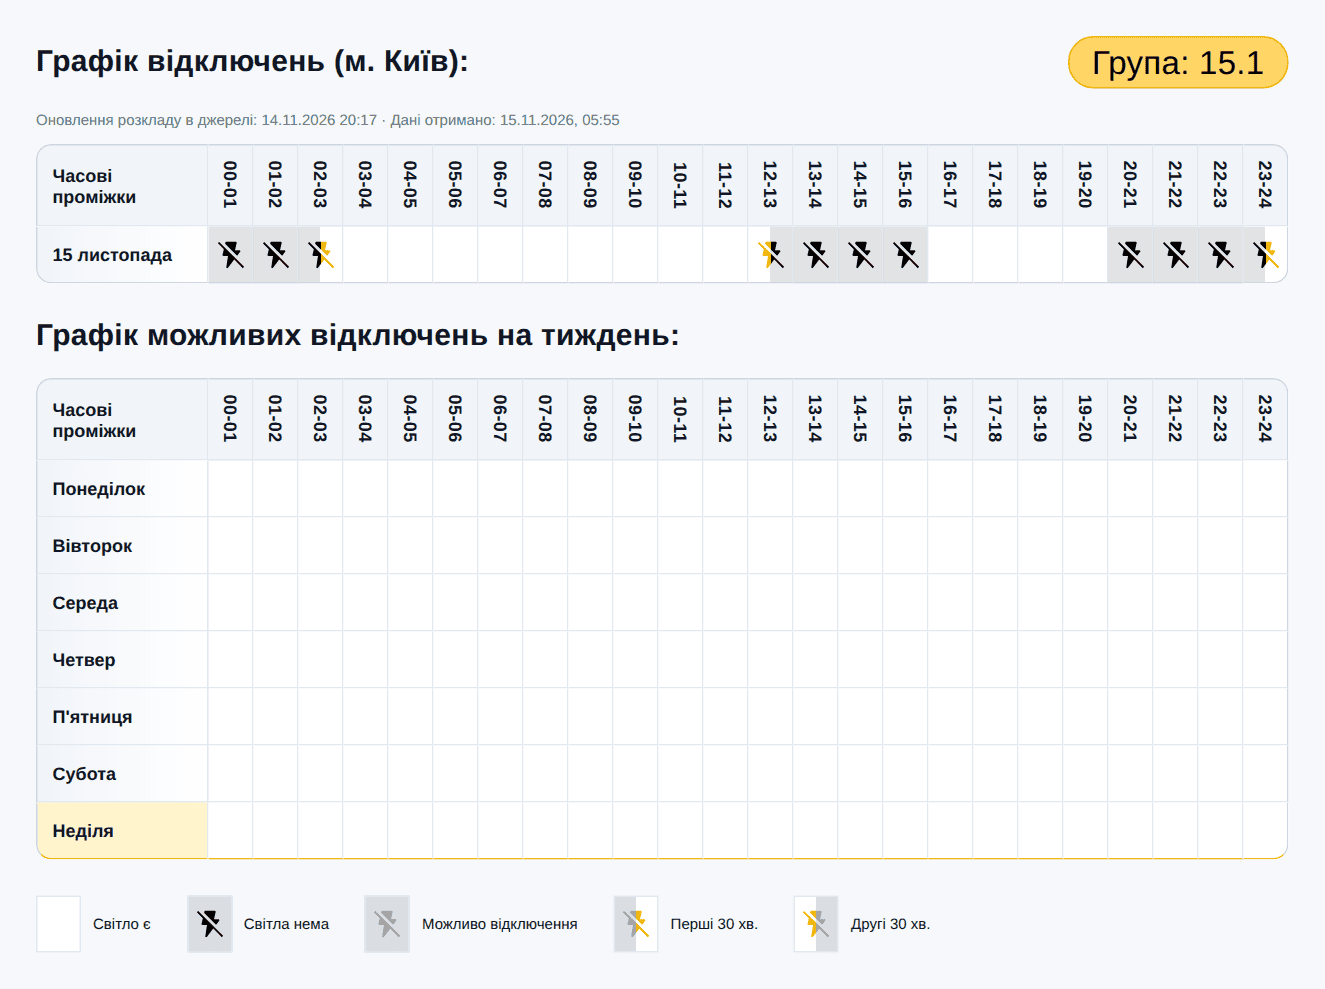 Графік відключень (м. Київ):
Група: 15.1
Оновлення розкладу в джерелі: 14.11.2026 20:17 · Дані отримано: 15.11.2026, 05:55
Часові
проміжки
00-01
01-02
02-03
03-04
04-05
05-06
06-07
07-08
08-09
09-10
10-11
11-12
12-13
13-14
14-15
15-16
16-17
17-18
18-19
19-20
20-21
21-22
22-23
23-24
15 листопада
Графік можливих відключень на тиждень:
Часові
проміжки
00-01
01-02
02-03
03-04
04-05
05-06
06-07
07-08
08-09
09-10
10-11
11-12
12-13
13-14
14-15
15-16
16-17
17-18
18-19
19-20
20-21
21-22
22-23
23-24
Понеділок
Вівторок
Середа
Четвер
П'ятниця
Субота
Неділя
Світло є
Світла нема
Можливо відключення
Перші 30 хв.
Другі 30 хв.